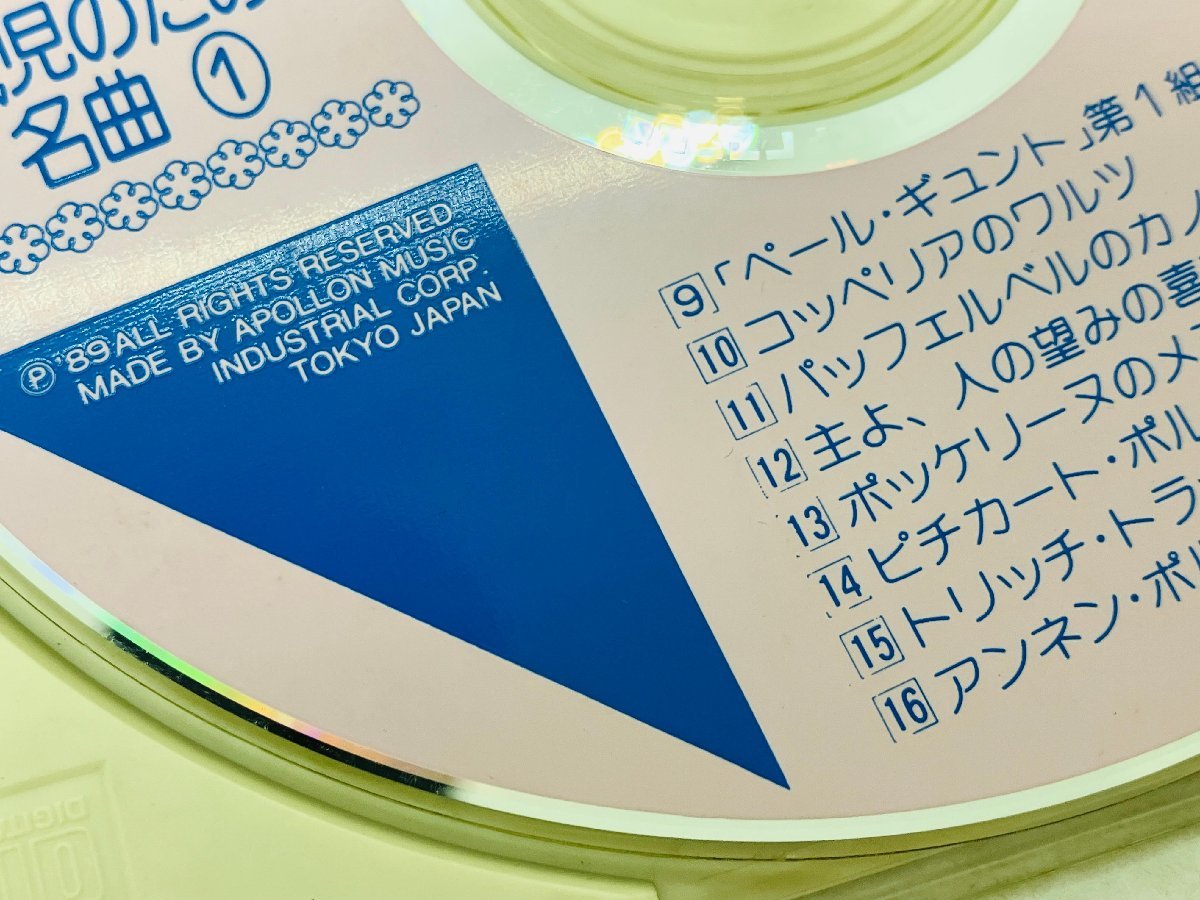 児のため
名曲 ①
Ⓟ '89 ALL RIGHTS RESERVED
MADE BY APOLLON MUSIC
INDUSTRIAL CORP.
TOKYO JAPAN
9 「ペール・ギュント」第1組
10 コッペリアのワルツ
11 パッフェルベルのカノ
12 主よ、人の望みの喜
13 ボッケリーヌのメ
14 ピチカート・ポル
15 トリッチ・トラ
16 アンネン・ポル